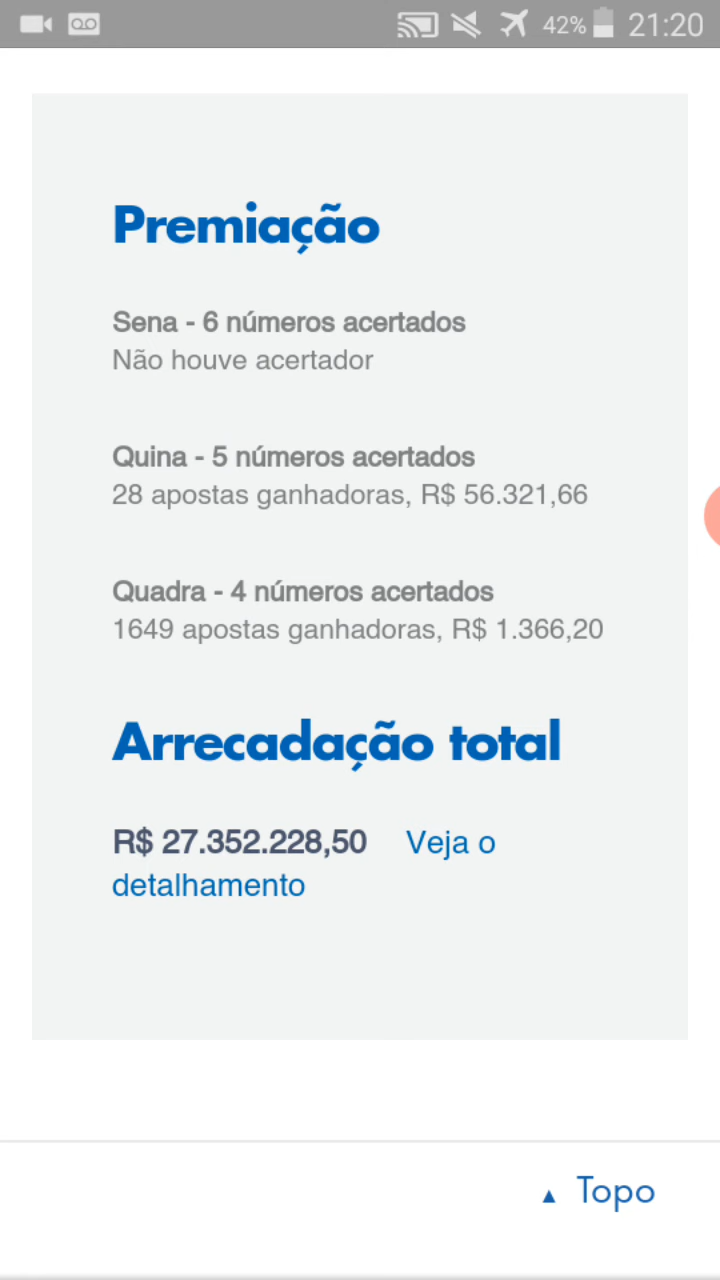 42% 21:20
Premiação
Sena - 6 números acertados
Não houve acertador
Quina - 5 números acertados
28 apostas ganhadoras, R$ 56.321,66
Quadra - 4 números acertados
1649 apostas ganhadoras, R$ 1.366,20
Arrecadação total
R$ 27.352.228,50 Veja o
detalhamento
▲ Topo